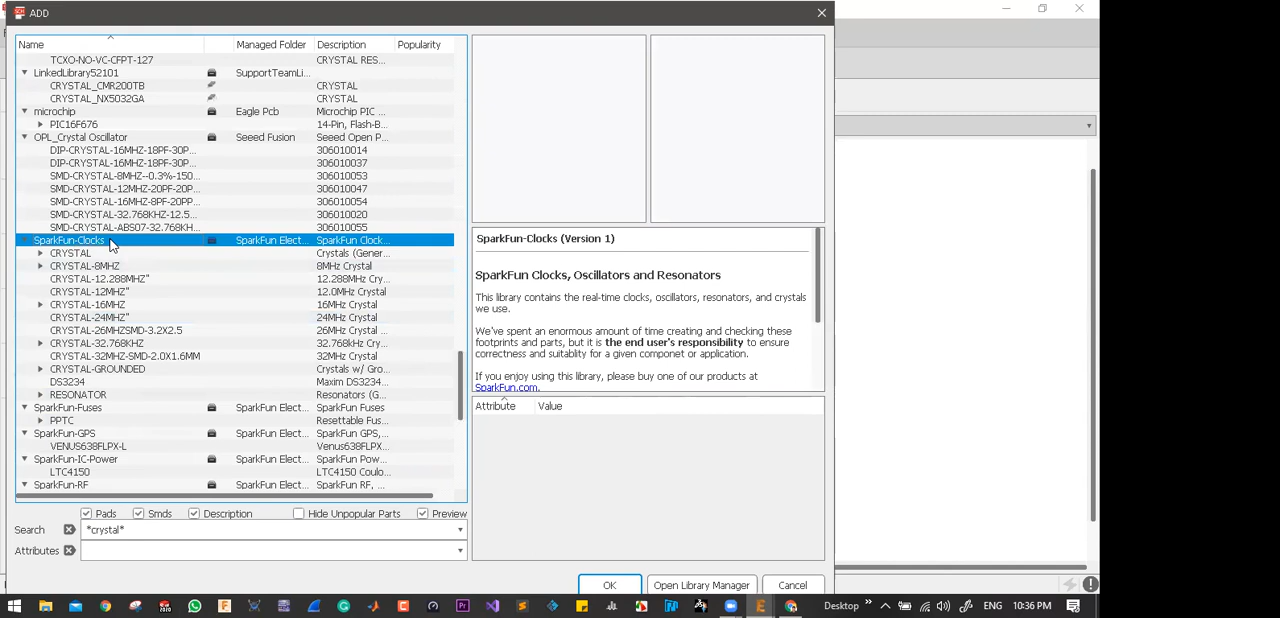 ADD
Name Managed Folder Description Popularity
TCXO-NO-VC-CFPT-127 CRYSTAL RES...
LinkedLibrary52101 SupportTeamLi...
CRYSTAL_CMR200TB CRYSTAL
CRYSTAL_NX5032GA CRYSTAL
microchip Eagle Pcb Microchip PIC ...
PIC16F676 14-Pin, Flash-B...
OPL_Crystal Oscillator Seeed Fusion Seeed Open P...
DIP-CRYSTAL-16MHZ-18PF-30P... 306010014
DIP-CRYSTAL-16MHZ-18PF-30P... 306010037
SMD-CRYSTAL-8MHZ--0.3%-150... 306010053
SMD-CRYSTAL-12MHZ-20PF-20P... 306010047
SMD-CRYSTAL-16MHZ-8PF-20PP... 306010054
SMD-CRYSTAL-32.768KHZ-12.5... 306010020
SMD-CRYSTAL-ABS07-32.768KH... 306010055
SparkFun-Clocks SparkFun Elect... SparkFun Clock...
CRYSTAL Crystals (Gener...
CRYSTAL-8MHZ 8MHz Crystal
CRYSTAL-12.288MHZ" 12.288MHz Cry...
CRYSTAL-12MHZ" 12.0MHz Crystal
CRYSTAL-16MHZ 16MHz Crystal
CRYSTAL-24MHZ" 24MHz Crystal
CRYSTAL-26MHZSMD-3.2X2.5 26MHz Crystal
CRYSTAL-32.768KHZ 32.768kHz Cry...
CRYSTAL-32MHZ-SMD-2.0X1.6MM 32MHz Crystal
CRYSTAL-GROUNDED Crystals w/ Gro...
DS3234 Maxim DS3234...
RESONATOR Resonators (G...
SparkFun-Fuses SparkFun Elect... SparkFun Fuses
PPTC Resettable Fus...
SparkFun-GPS SparkFun Elect... SparkFun GPS,...
VENUS638FLPX-L Venus638FLPX...
SparkFun-IC-Power SparkFun Elect... SparkFun Pow...
LTC4150 LTC4150 Coulo...
SparkFun-RF SparkFun Elect... SparkFun RF, ...
Pads Smds Description Hide Unpopular Parts Preview
Search *crystal*
Attributes
SparkFun-Clocks (Version 1)
SparkFun Clocks, Oscillators and Resonators
This library contains the real-time clocks, oscillators, resonators, and crystals
we use.
We've spent an enormous amount of time creating and checking these
footprints and parts, but it is the end user's responsibility to ensure
correctness and suitablity for a given componet or application.
If you enjoy using this library, please buy one of our products at
SparkFun.com.
Attribute Value
OK Open Library Manager Cancel
Desktop » ENG 10:36 PM